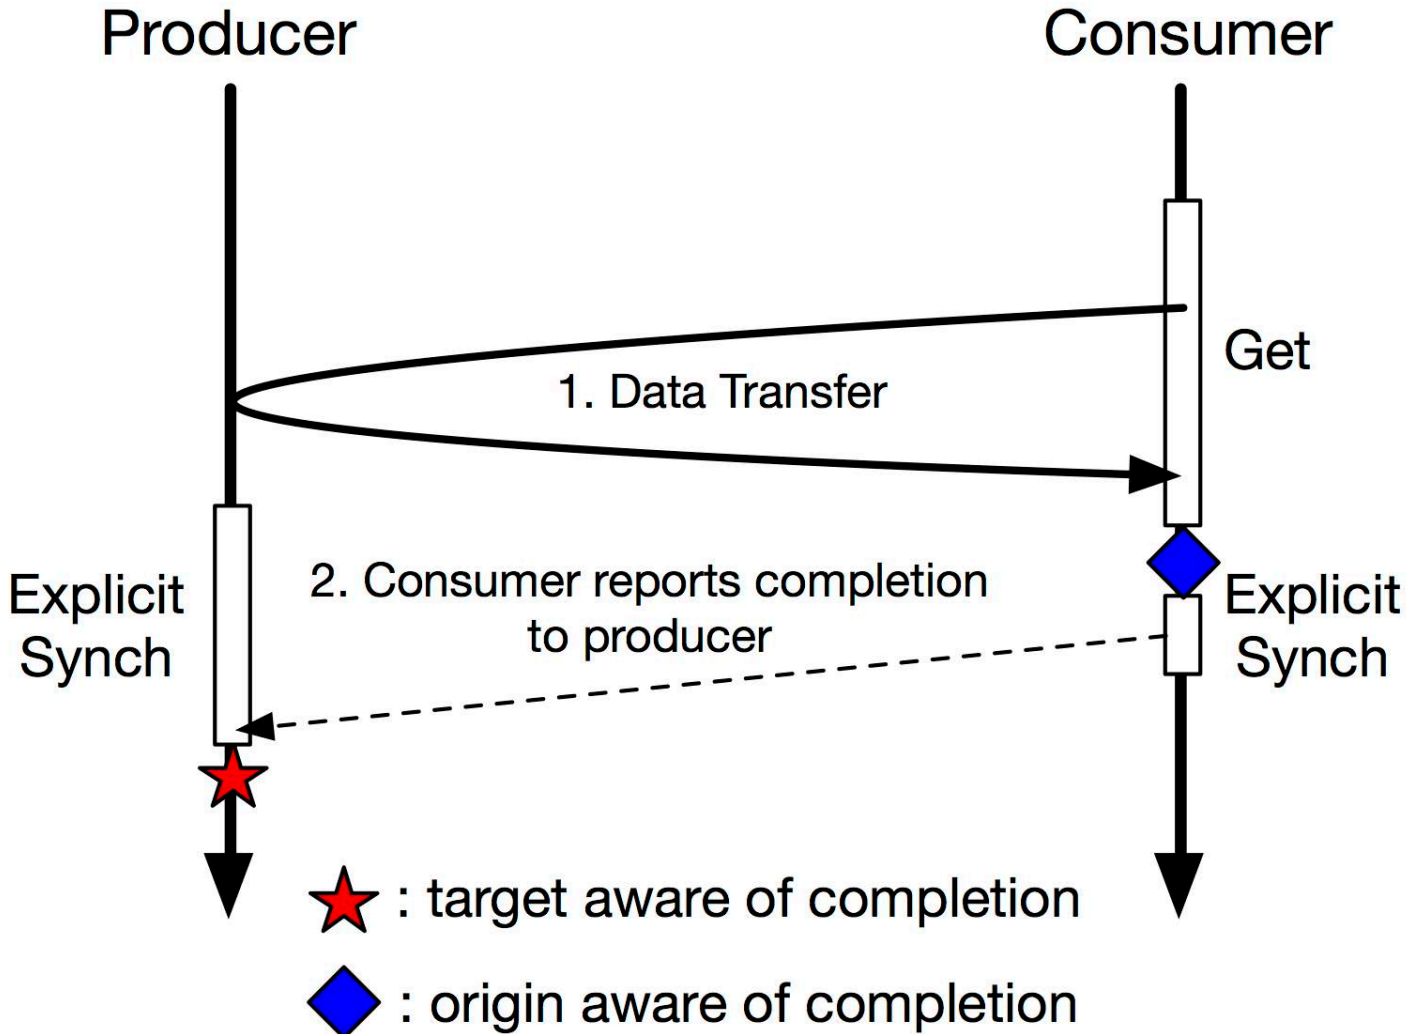 Producer
Consumer
Get
1. Data Transfer
2. Consumer reports completion
to producer
Explicit
Synch
Explicit
Synch
: target aware of completion
: origin aware of completion